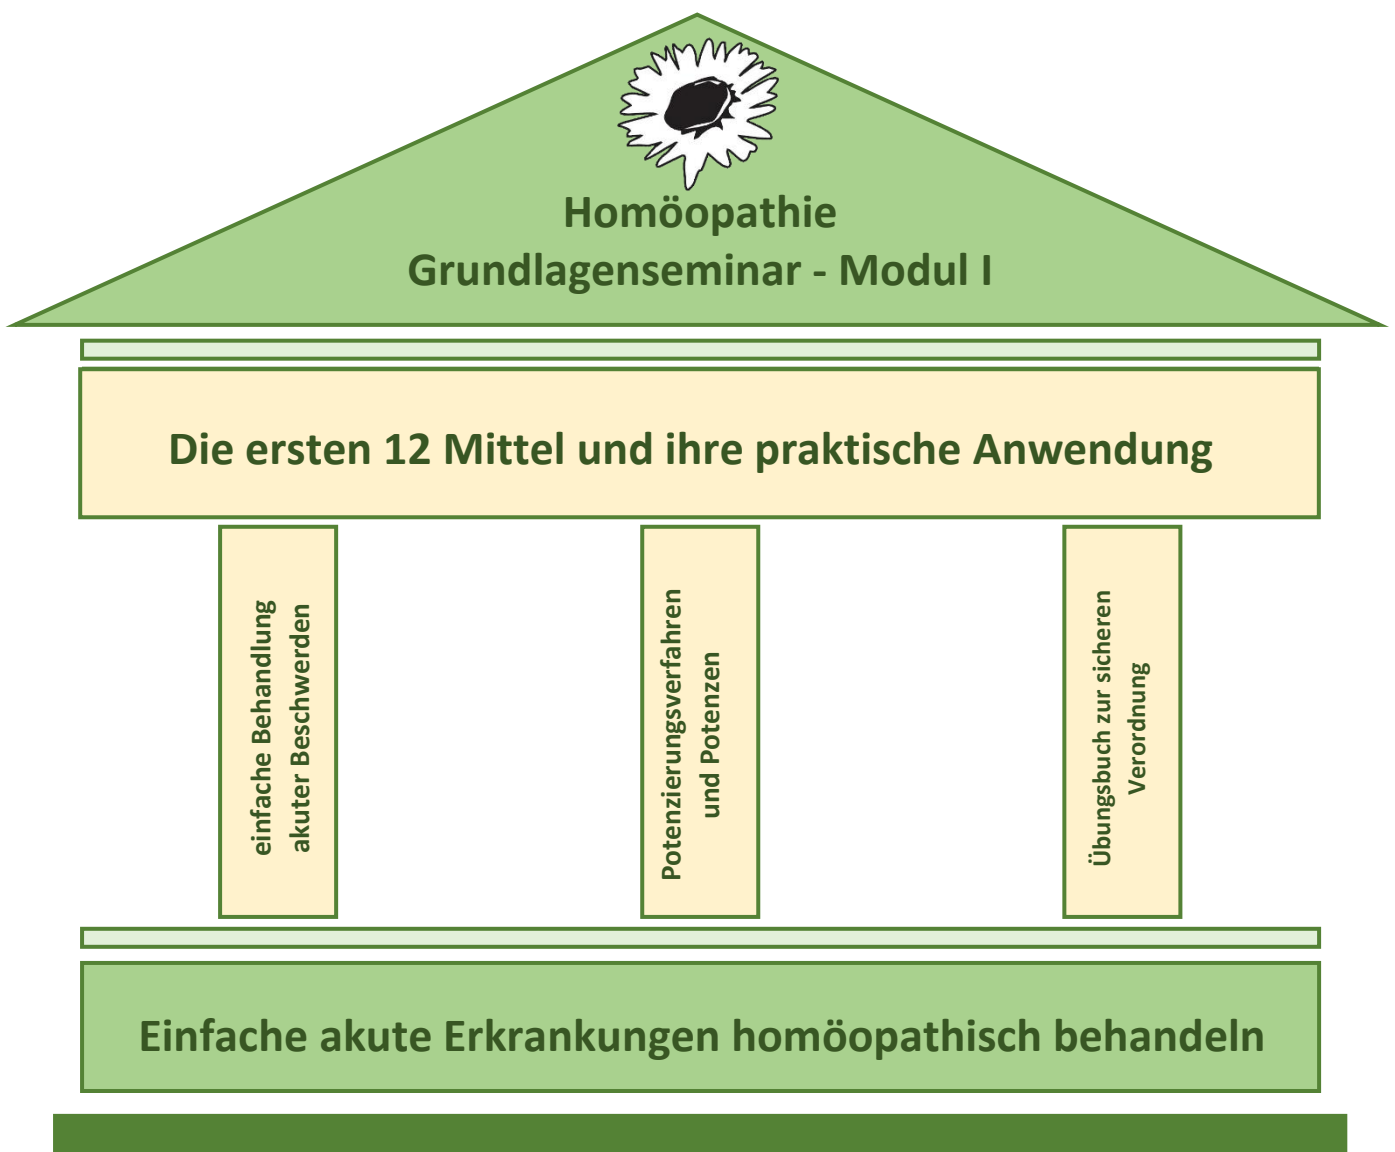 Homöopathie
Grundlagenseminar - Modul I
Die ersten 12 Mittel und ihre praktische Anwendung
einfache Behandlung
akuter Beschwerden
Potenzierungsverfahren
und Potenzen
Übungsbuch zur sicheren
Verordnung
Einfache akute Erkrankungen homöopathisch behandeln